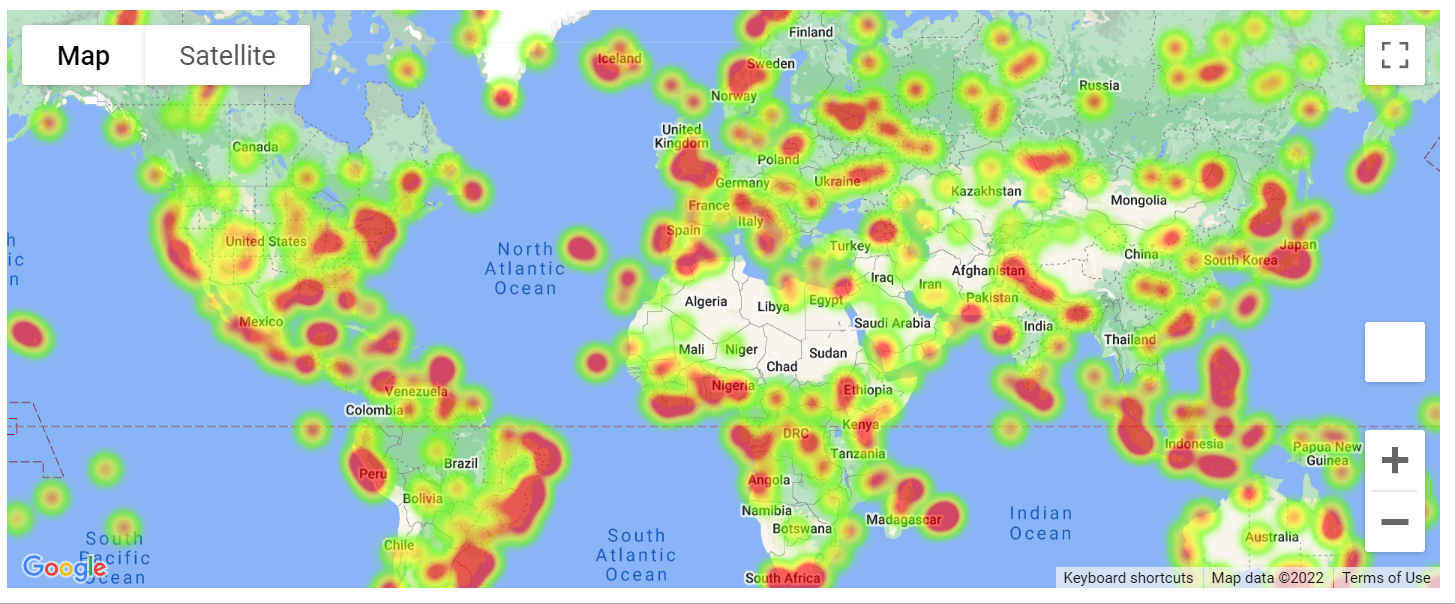 Map
Satellite
Finland
Iceland
Sweden
Russia
Norway
United
Kingdom
Canada
Poland
Germany
Ukraine
Kazakhstan
Mongolia
France
Italy
Spain
United States
North
Atlantic
Ocean
Turkey
China
Japan
South Korea
Afghanistan
Iraq
Iran
Pakistan
Algeria
Libya
Egypt
Mexico
Saudi Arabia
India
Thailand
Mali
Niger
Sudan
Chad
Nigeria
Ethiopia
Venezuela
Colombia
Kenya
DRC
Indonesia
Papua New
Guinea
Tanzania
Brazil
Peru
Angola
Bolivia
Namibia
Madagascar
Botswana
Indian
Ocean
Australia
South
Pacific
Ocean
South
Atlantic
Ocean
Chile
South Africa
Google
Keyboard shortcuts
Map data ©2022
Terms of Use